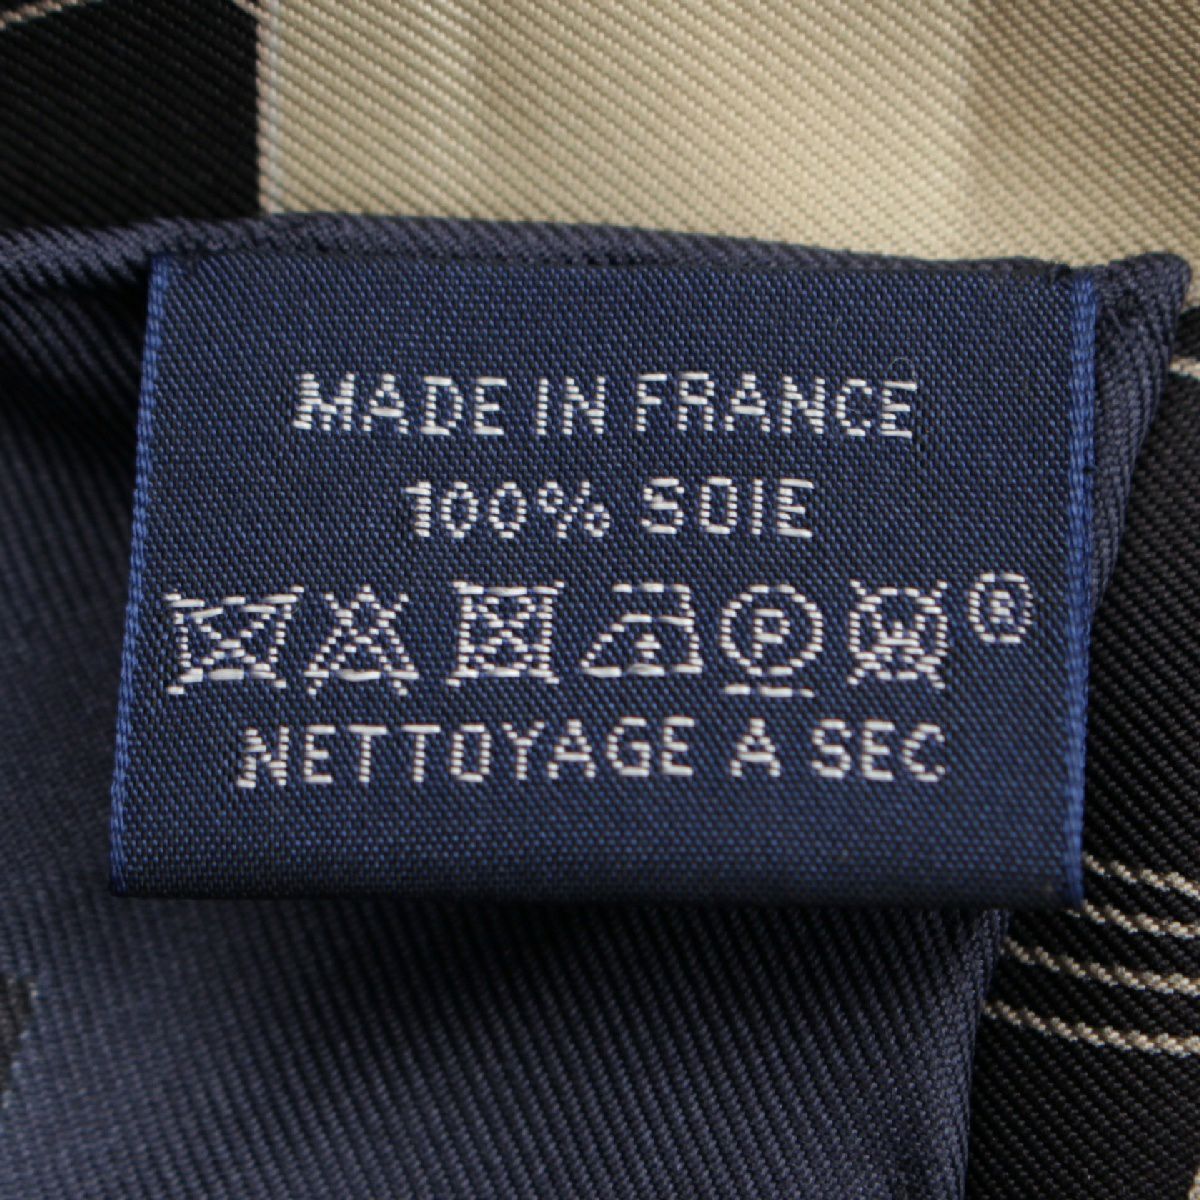 MADE IN FRANCE
100% SOIE
P W ®
NETTOYAGE A SEC